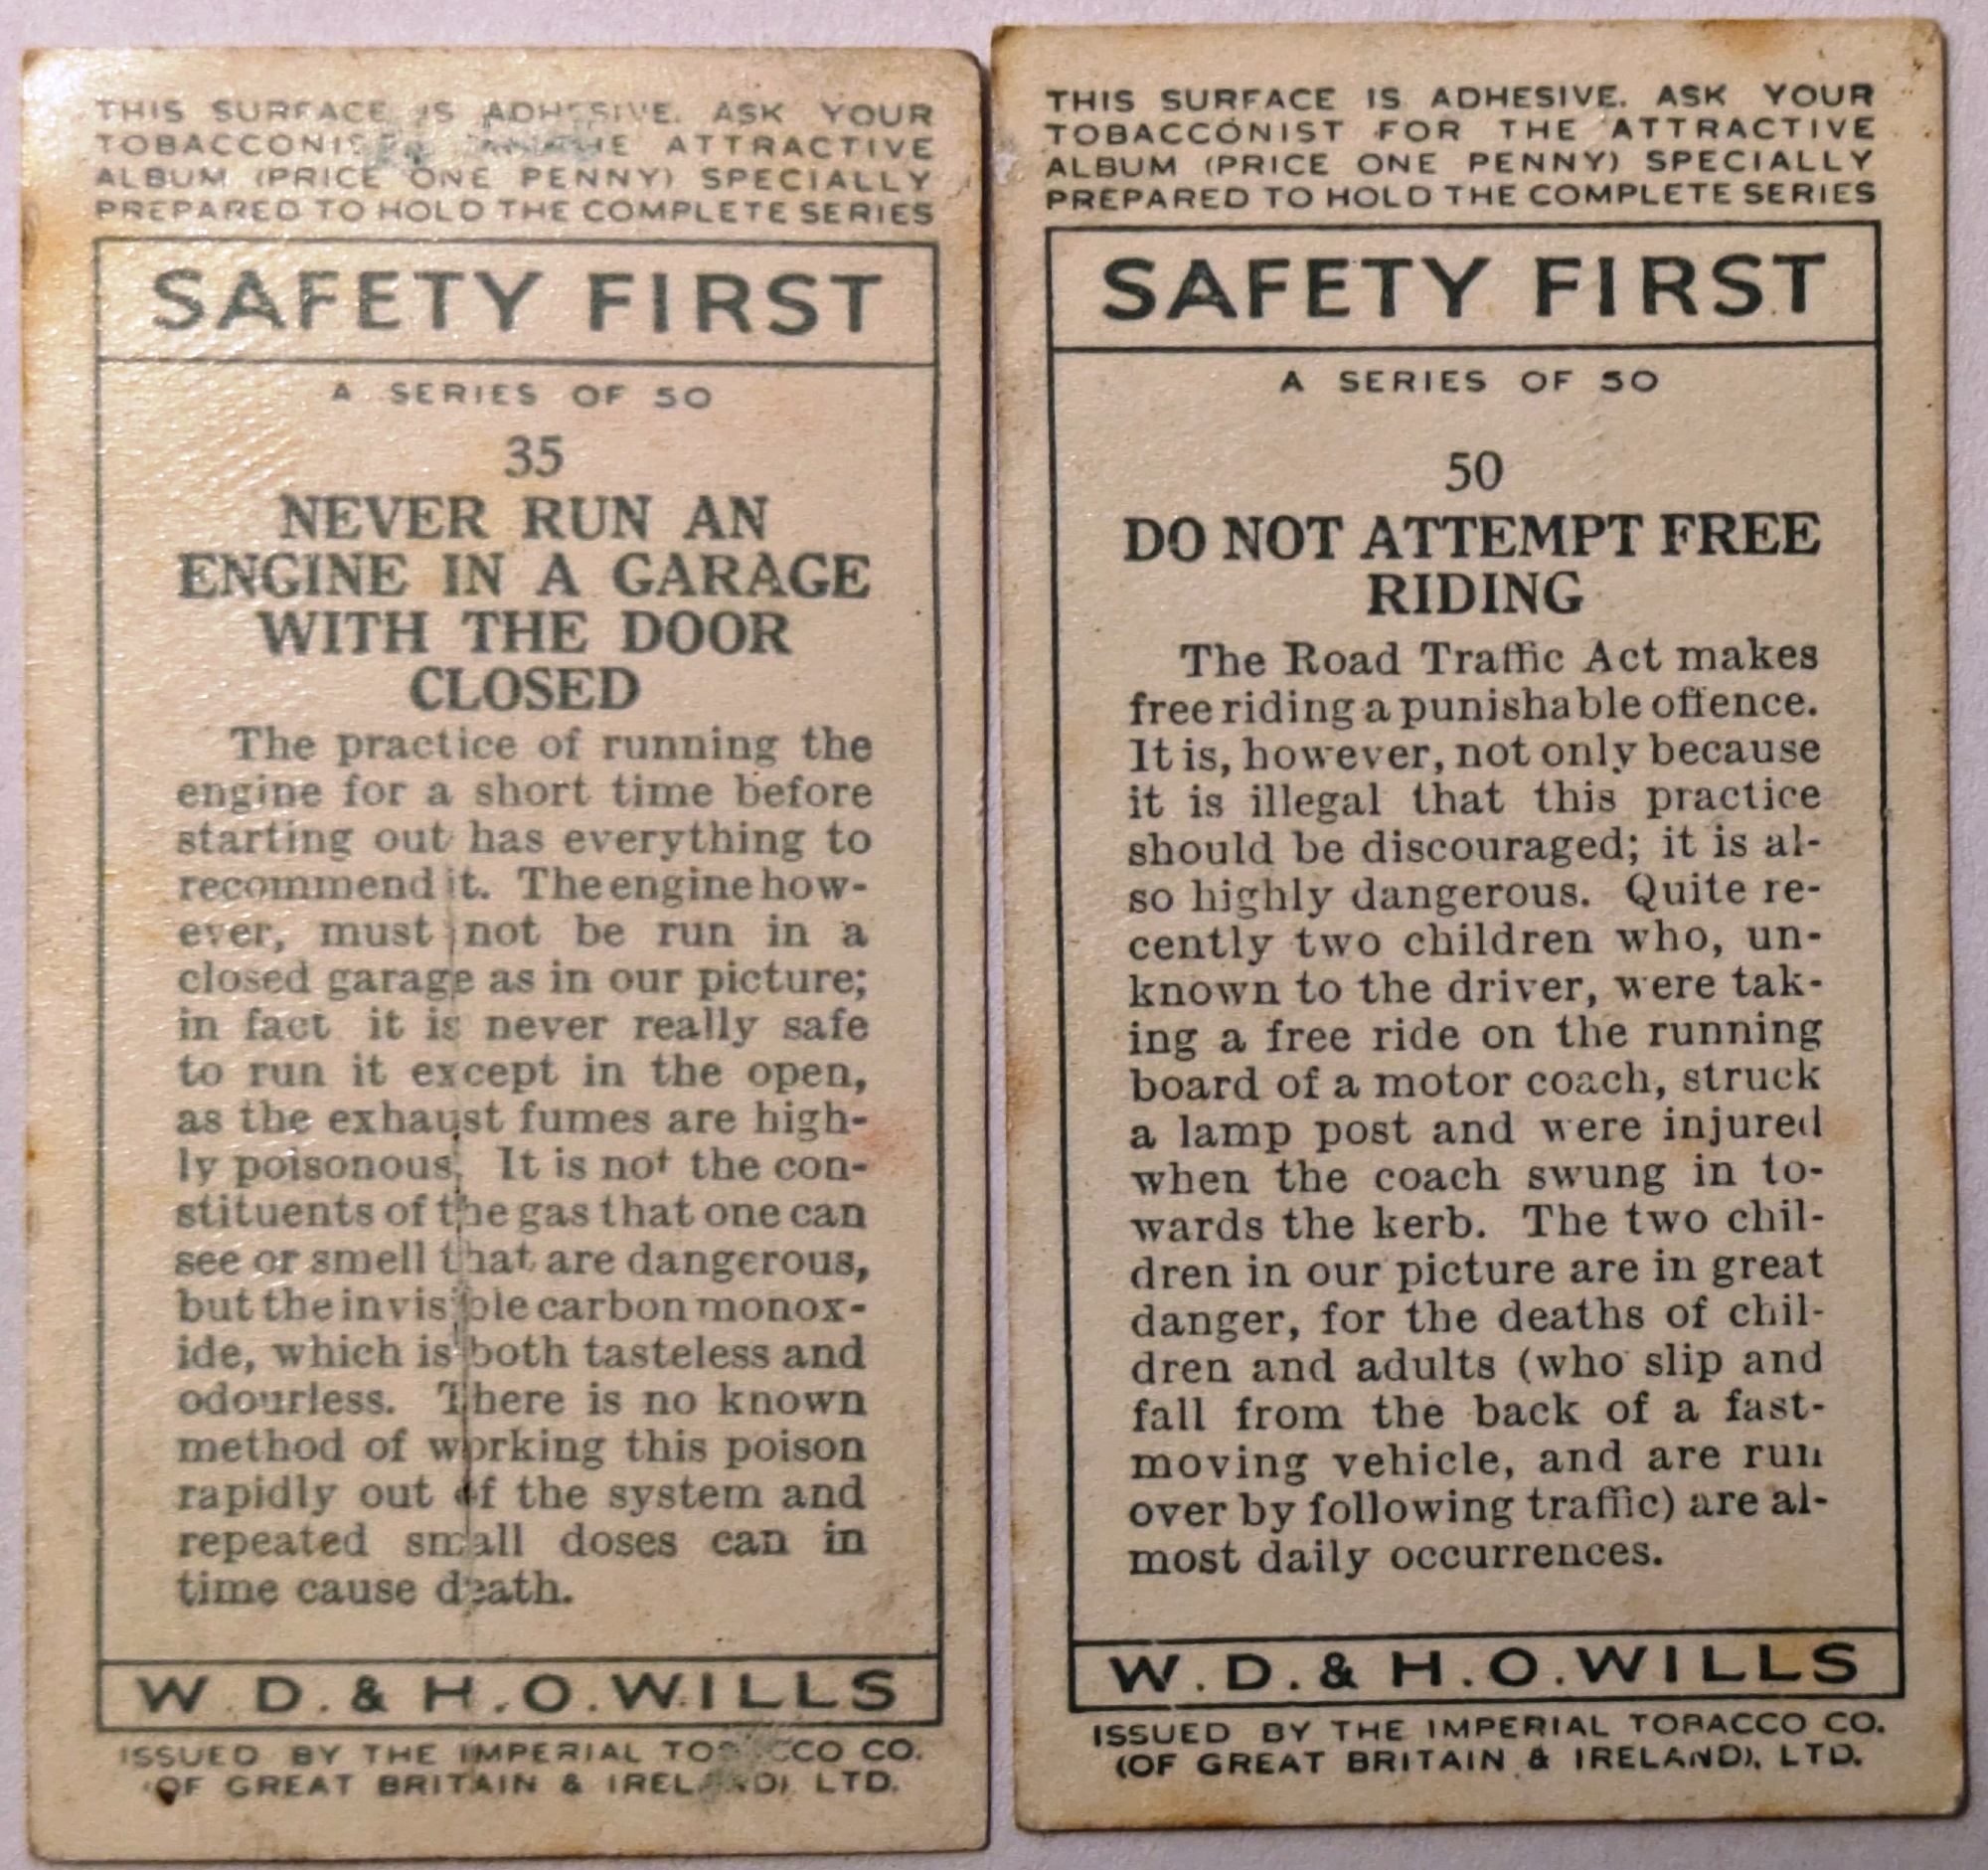 THIS SURFACE IS ADHESIVE. ASK YOUR
TOBACCONIST THE ATTRACTIVE
ALBUM (PRICE ONE PENNY) SPECIALLY
PREPARED TO HOLD THE COMPLETE SERIES
SAFETY FIRST
A SERIES OF 50
35
NEVER RUN AN
ENGINE IN A GARAGE
WITH THE DOOR
CLOSED
The practice of running the
engine for a short time before
starting out has everything to
recommend it. The engine how-
ever, must not be run in a
closed garage as in our picture;
in fact it is never really safe
to run it except in the open,
as the exhaust fumes are high-
ly poisonous. It is not the con-
stituents of the gas that one can
see or smell that are dangerous,
but the invisible carbon monox-
ide, which is both tasteless and
odourless. There is no known
method of working this poison
rapidly out of the system and
repeated small doses can in
time cause death.
W.D. & H.O. WILLS
ISSUED BY THE IMPERIAL TOBACCO CO.
(OF GREAT BRITAIN & IRELAND), LTD.
THIS SURFACE IS ADHESIVE. ASK YOUR
TOBACCONIST FOR THE ATTRACTIVE
ALBUM (PRICE ONE PENNY) SPECIALLY
PREPARED TO HOLD THE COMPLETE SERIES
SAFETY FIRST
A SERIES OF 50
50
DO NOT ATTEMPT FREE
RIDING
The Road Traffic Act makes
free riding a punishable offence.
It is, however, not only because
it is illegal that this practice
should be discouraged; it is al-
so highly dangerous. Quite re-
cently two children who, un-
known to the driver, were tak-
ing a free ride on the running
board of a motor coach, struck
a lamp post and were injured
when the coach swung in to-
wards the kerb. The two chil-
dren in our picture are in great
danger, for the deaths of chil-
dren and adults (who slip and
fall from the back of a fast-
moving vehicle, and are run
over by following traffic) are al-
most daily occurrences.
W.D. & H.O. WILLS
ISSUED BY THE IMPERIAL TOBACCO CO.
(OF GREAT BRITAIN & IRELAND), LTD.